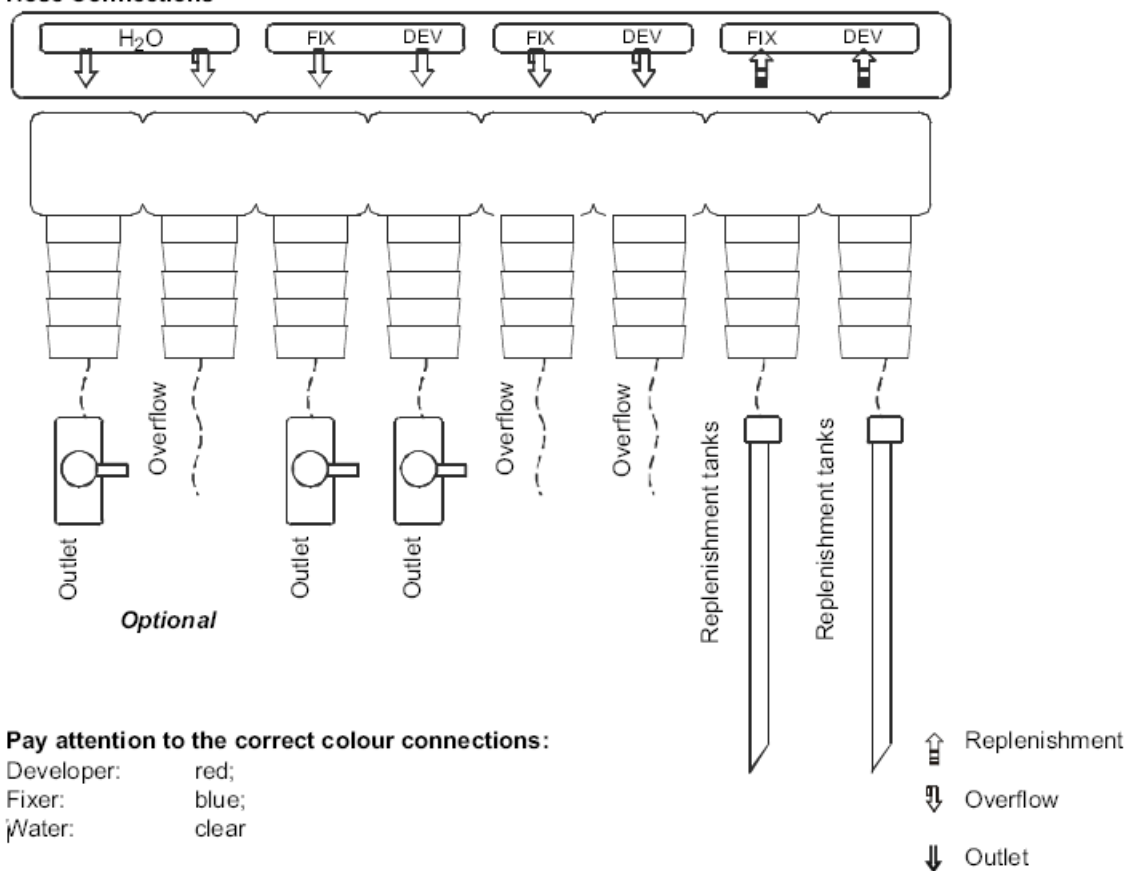 Hose Connections
H₂O FIX DEV FIX DEV FIX DEV
Overflow
Overflow
Overflow
Replenishment tanks
Replenishment tanks
Outlet
Outlet
Outlet
Optional
Pay attention to the correct colour connections:
Developer: red;
Fixer: blue;
Water: clear
Replenishment
Overflow
Outlet